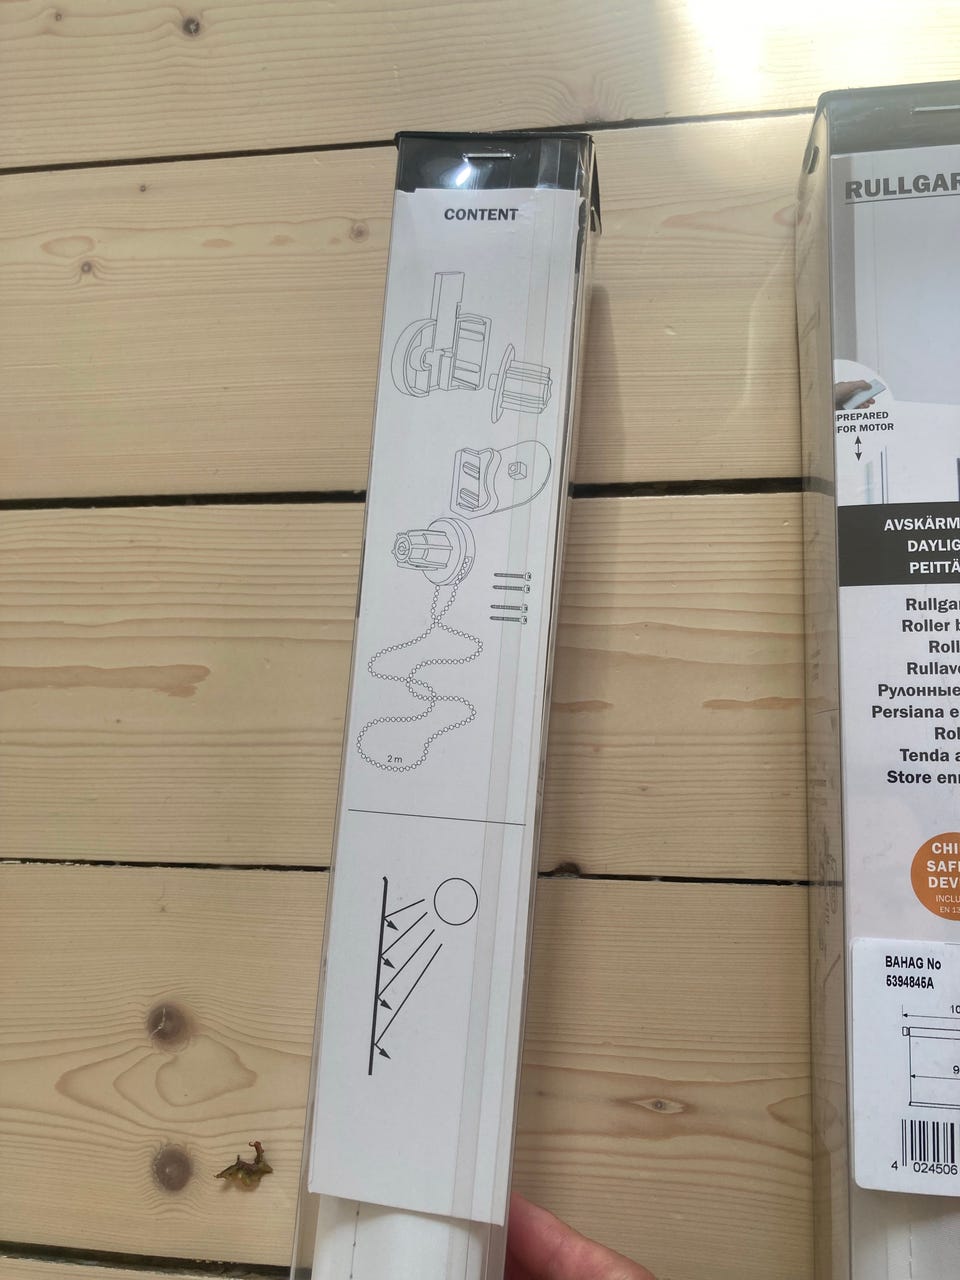 CONTENT
2 m
RULLGAR
PREPARED
FOR MOTOR
AVSKÄRM
DAYLIG
PEITTÄ
Rullgar
Roller b
Roll
Rullave
Рулонные
Persiana e
Rol
Tenda a
Store enr
CHI
SAF
DEV
INCLU
EN 13
BAHAG No
5394845A
10
9
4 024506